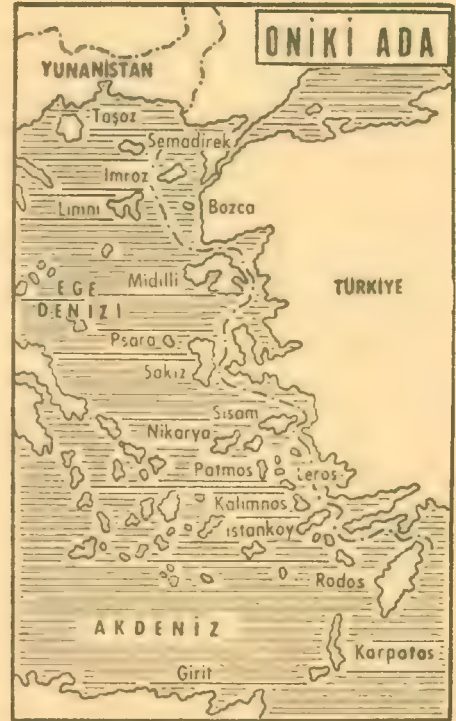 ONİKİ ADA
YUNANİSTAN
Taşoz
Semadirek
İmroz
Limni
Bozca
Midilli
TÜRKİYE
EGE
DENİZİ
Psara
Sakız
Sisam
Nikarya
Patmos
Leros
Kalimnos
istanköy
Rodos
AKDENİZ
Karpatos
Girit